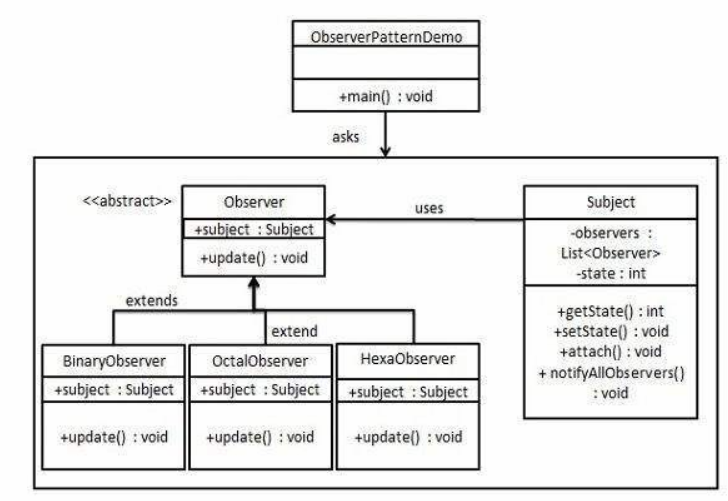 ObserverPatternDemo
+main() : void
asks
<<abstract>>
Observer
+subject : Subject
+update() : void
uses
Subject
-observers :
List<Observer>
-state : int
+getState() : int
+setState() : void
+attach() : void
+ notifyAllObservers()
: void
extends
extend
BinaryObserver
+subject : Subject
+update() : void
OctalObserver
+subject : Subject
+update() : void
HexaObserver
+subject : Subject
+update() : void